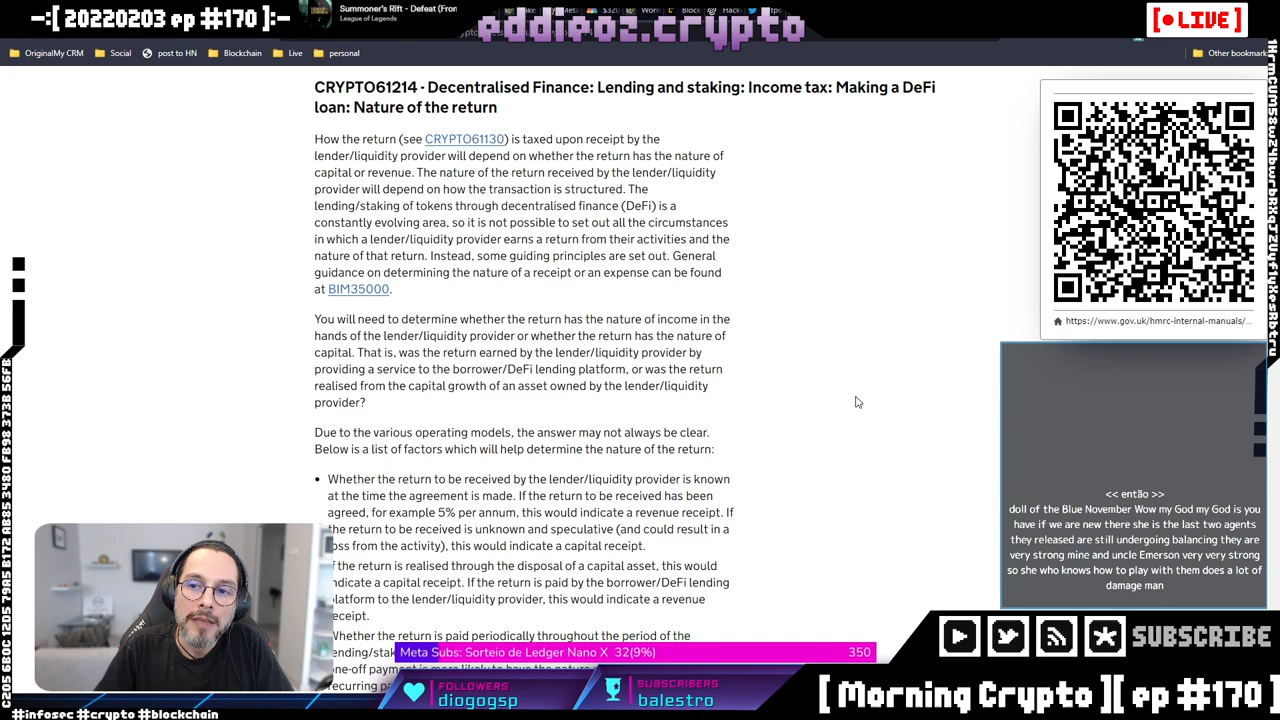 -:[ 20220203 ep #170 ]:-
Summoner's Rift - Defeat (Fron
League of Legends
eddieoz.crypto
[•LIVE]
OriginalMy CRM
Social
post to HN
Blockchain
Live
personal
Other bookmark
CRYPTO61214 - Decentralised Finance: Lending and staking: Income tax: Making a DeFi
loan: Nature of the return
How the return (see CRYPTO61130) is taxed upon receipt by the
lender/liquidity provider will depend on whether the return has the nature of
capital or revenue. The nature of the return received by the lender/liquidity
provider will depend on how the transaction is structured. The
lending/staking of tokens through decentralised finance (DeFi) is a
constantly evolving area, so it is not possible to set out all the circumstances
in which a lender/liquidity provider earns a return from their activities and the
nature of that return. Instead, some guiding principles are set out. General
guidance on determining the nature of a receipt or an expense can be found
at BIM35000.
You will need to determine whether the return has the nature of income in the
hands of the lender/liquidity provider or whether the return has the nature of
capital. That is, was the return earned by the lender/liquidity provider by
providing a service to the borrower/DeFi lending platform, or was the return
realised from the capital growth of an asset owned by the lender/liquidity
provider?
Due to the various operating models, the answer may not always be clear.
Below is a list of factors which will help determine the nature of the return:
• Whether the return to be received by the lender/liquidity provider is known
at the time the agreement is made. If the return to be received has been
agreed, for example 5% per annum, this would indicate a revenue receipt. If
the return to be received is unknown and speculative (and could result in a
oss from the activity), this would indicate a capital receipt.
f the return is realised through the disposal of a capital asset, this would
ndicate a capital receipt. If the return is paid by the borrower/DeFi lending
latform to the lender/liquidity provider, this would indicate a revenue
eceipt.
Whether the return is paid periodically throughout the period of the
ending/stak
https://www.gov.uk/hmrc-internal-manuals/...
<< então >>
doll of the Blue November Wow my God my God is you
have if we are new there she is the last two agents
they released are still undergoing balancing they are
very strong mine and uncle Emerson very very strong
so she who knows how to play with them does a lot of
damage man
Meta Subs: Sorteio de Ledger Nano X 32(9%)
350
FOLLOWERS
diogogsp
SUBSCRIBERS
balestro
SUBSCRIBE
[ Morning Crypto ][ ep #170 ]
#infosec #crypto #blockchain